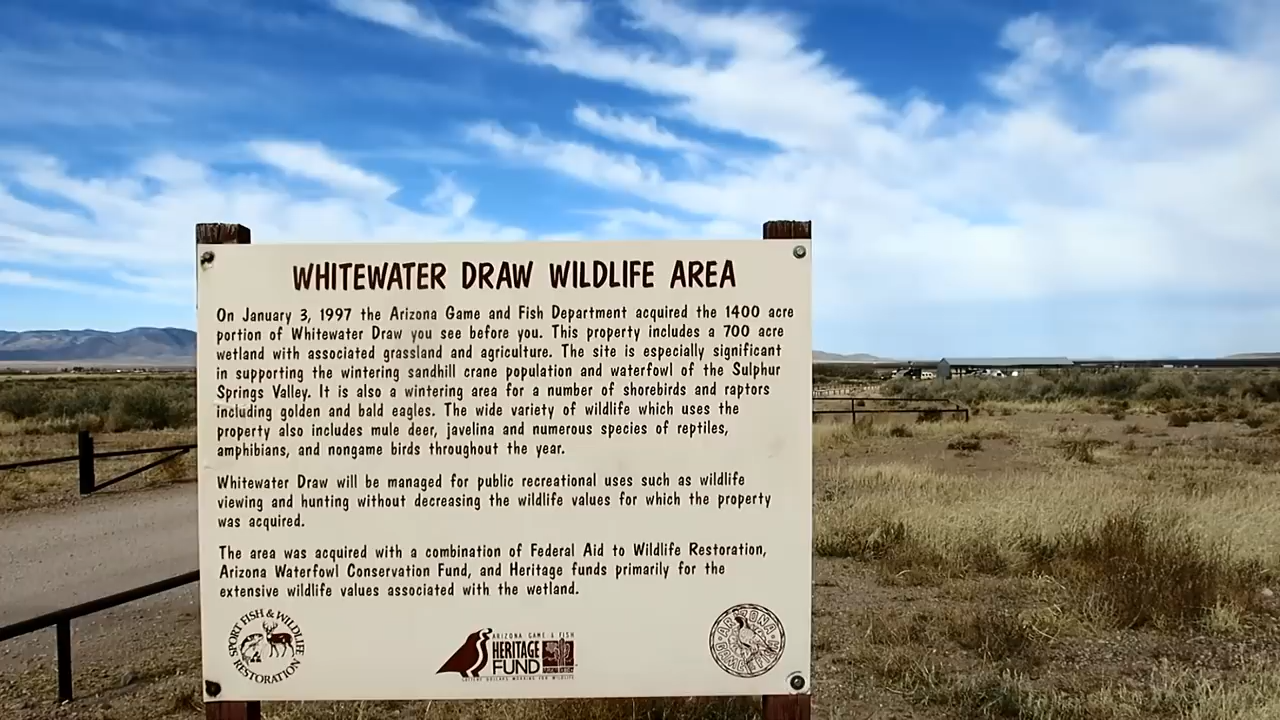 WHITEWATER DRAW WILDLIFE AREA
On January 3, 1997 the Arizona Game and Fish Department acquired the 1400 acre
portion of Whitewater Draw you see before you. This property includes a 700 acre
wetland with associated grassland and agriculture. The site is especially significant
in supporting the wintering sandhill crane population and waterfowl of the Sulphur
Springs Valley. It is also a wintering area for a number of shorebirds and raptors
including golden and bald eagles. The wide variety of wildlife which uses the
property also includes mule deer, javelina and numerous species of reptiles,
amphibians, and nongame birds throughout the year.
Whitewater Draw will be managed for public recreational uses such as wildlife
viewing and hunting without decreasing the wildlife values for which the property
was acquired.
The area was acquired with a combination of Federal Aid to Wildlife Restoration,
Arizona Waterfowl Conservation Fund, and Heritage funds primarily for the
extensive wildlife values associated with the wetland.
SPORT FISH & WILDLIFE
RESTORATION
ARIZONA GAME & FISH
HERITAGE
FUND
LOTTERY DOLLARS WORKING FOR WILDLIFE
ARIZONA
GAME & FISH